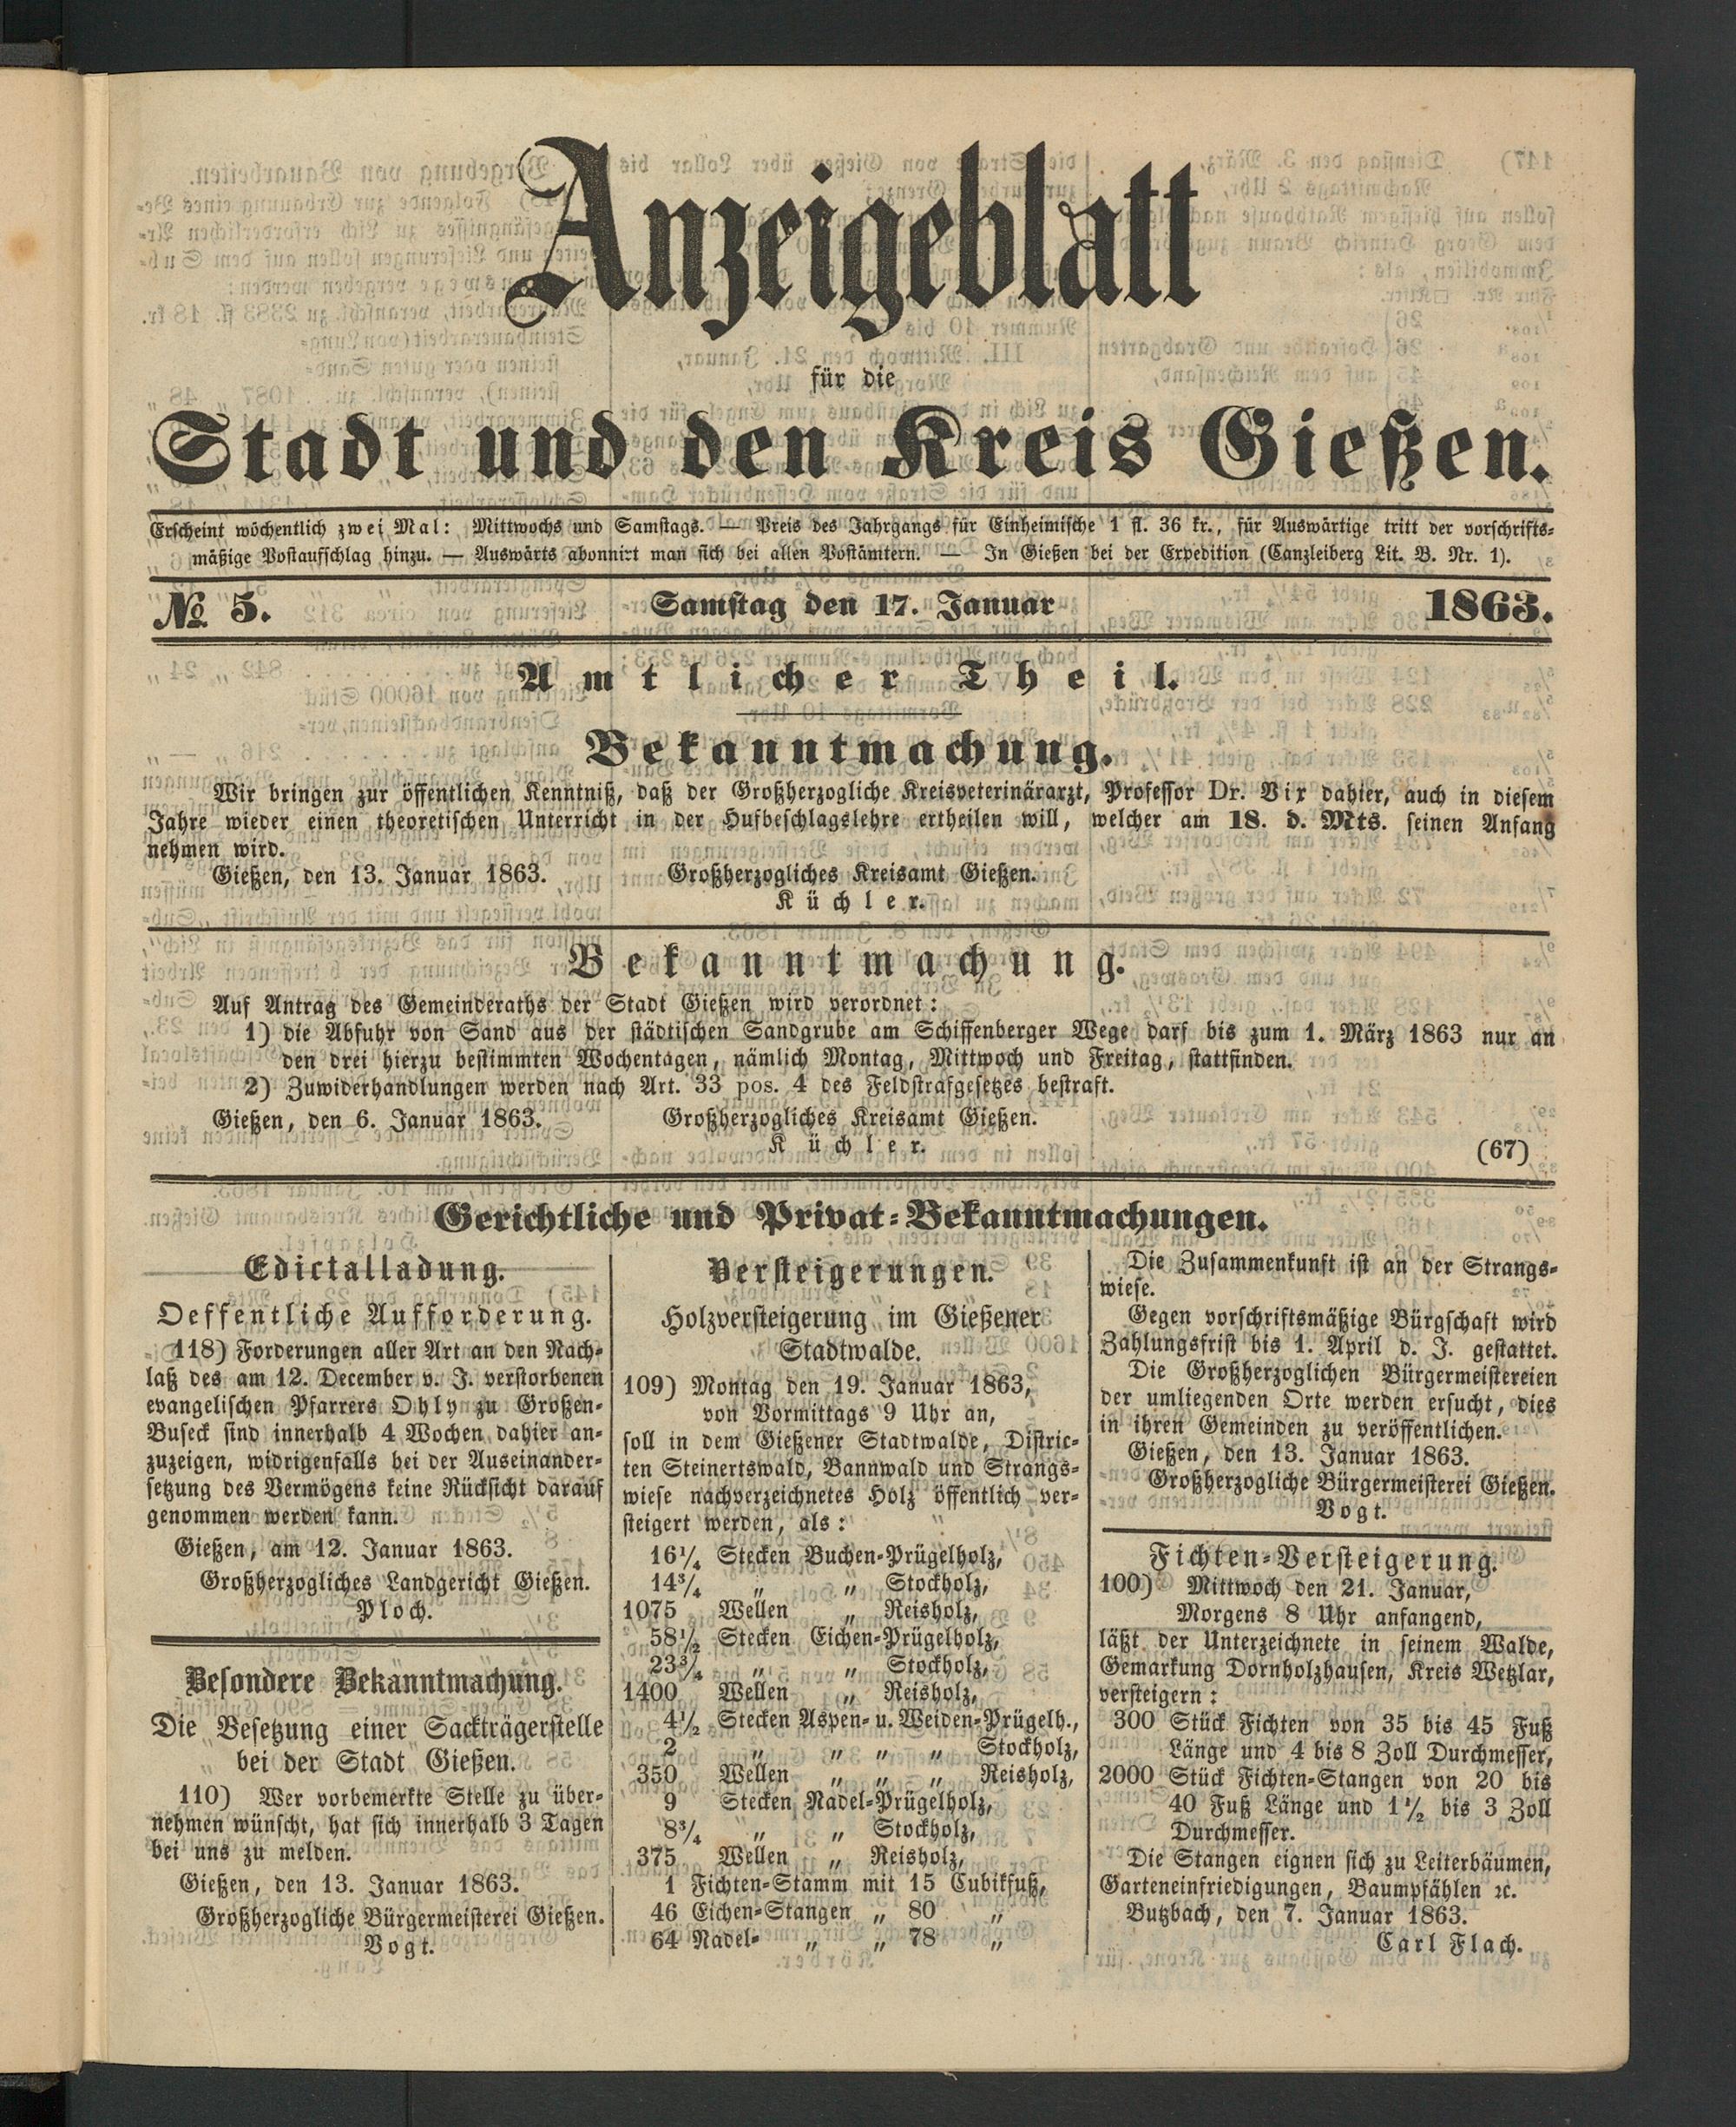 Anzeigeblatt
für die
Stadt und den Kreis Gießen.
Erscheint wöchentlich zwei Mal: Mittwochs und Samstags. — Preis des Jahrgangs für Einheimische 1 fl. 36 kr., für Auswärtige tritt der vorschrifts-
mäßige Postaufschlag hinzu. — Auswärts abonnirt man sich bei allen Postämtern. — In Gießen bei der Expedition (Canzleiberg Lit. B. Nr. 1).
№ 5. Samstag den 17. Januar 1863.
Amtlicher Theil.
Bekanntmachung.
Wir bringen zur öffentlichen Kenntniß, daß der Großherzogliche Kreisveterinärarzt, Professor Dr. Vix dahier, auch in diesem
Jahre wieder einen theoretischen Unterricht in der Hufbeschlagslehre ertheilen will, welcher am 18. d. Mts. seinen Anfang
nehmen wird.
Gießen, den 13. Januar 1863. Großherzogliches Kreisamt Gießen.
Küchler.
Bekanntmachung.
Auf Antrag des Gemeinderaths der Stadt Gießen wird verordnet:
1) die Abfuhr von Sand aus der städtischen Sandgrube am Schiffenberger Wege darf bis zum 1. März 1863 nur an
den drei hierzu bestimmten Wochentagen, nämlich Montag, Mittwoch und Freitag, stattfinden.
2) Zuwiderhandlungen werden nach Art. 33 pos. 4 des Feldstrafgesetzes bestraft.
Gießen, den 6. Januar 1863. Großherzogliches Kreisamt Gießen.
Küchler. (67)
Gerichtliche und Privat-Bekanntmachungen.
Edictalladung.
Oeffentliche Aufforderung.
118) Forderungen aller Art an den Nach-
laß des am 12. December v. J. verstorbenen
evangelischen Pfarrers Ohly zu Großen-
Buseck sind innerhalb 4 Wochen dahier an-
zuzeigen, widrigenfalls bei der Auseinander-
setzung des Vermögens keine Rücksicht darauf
genommen werden kann.
Gießen, am 12. Januar 1863.
Großherzogliches Landgericht Gießen.
Ploch.
Besondere Bekanntmachung.
Die Besetzung einer Sackträgerstelle
bei der Stadt Gießen.
110) Wer vorbemerkte Stelle zu über-
nehmen wünscht, hat sich innerhalb 3 Tagen
bei uns zu melden.
Gießen, den 13. Januar 1863.
Großherzogliche Bürgermeisterei Gießen.
Vogt.
Versteigerungen.
Holzversteigerung im Gießener
Stadtwalde.
109) Montag den 19. Januar 1863,
von Vormittags 9 Uhr an,
soll in dem Gießener Stadtwalde, Distric-
ten Steinertswald, Bannwald und Strangs-
wiese nachverzeichnetes Holz öffentlich ver-
steigert werden, als:
16¼ Stecken Buchen-Prügelholz,
14¾ „ „ Stockholz,
1075 Wellen „ Reisholz,
58½ Stecken Eichen-Prügelholz,
23¾ „ „ Stockholz,
1400 Wellen „ Reisholz,
4½ Stecken Aspen- u. Weiden-Prügelh.,
2 „ „ „ „ Stockholz,
350 Wellen „ „ „ Reisholz,
9 Stecken Nadel-Prügelholz,
8¾ „ „ Stockholz,
375 Wellen „ Reisholz,
1 Fichten-Stamm mit 15 Cubikfuß,
46 Eichen-Stangen „ 80 „
64 Nadel- „ „ 78 „
Die Zusammenkunft ist an der Strangs-
wiese.
Gegen vorschriftsmäßige Bürgschaft wird
Zahlungsfrist bis 1. April d. J. gestattet.
Die Großherzoglichen Bürgermeistereien
der umliegenden Orte werden ersucht, dies
in ihren Gemeinden zu veröffentlichen.
Gießen, den 13. Januar 1863.
Großherzogliche Bürgermeisterei Gießen.
Vogt.
Fichten-Versteigerung.
100) Mittwoch den 21. Januar,
Morgens 8 Uhr anfangend,
läßt der Unterzeichnete in seinem Walde,
Gemarkung Dornholzhausen, Kreis Wetzlar,
versteigern:
300 Stück Fichten von 35 bis 45 Fuß
Länge und 4 bis 8 Zoll Durchmesser,
2000 Stück Fichten-Stangen von 20 bis
40 Fuß Länge und 1½ bis 3 Zoll
Durchmesser.
Die Stangen eignen sich zu Leiterbäumen,
Garteneinfriedigungen, Baumpfählen ꝛc.
Butzbach, den 7. Januar 1863.
Carl Flach.